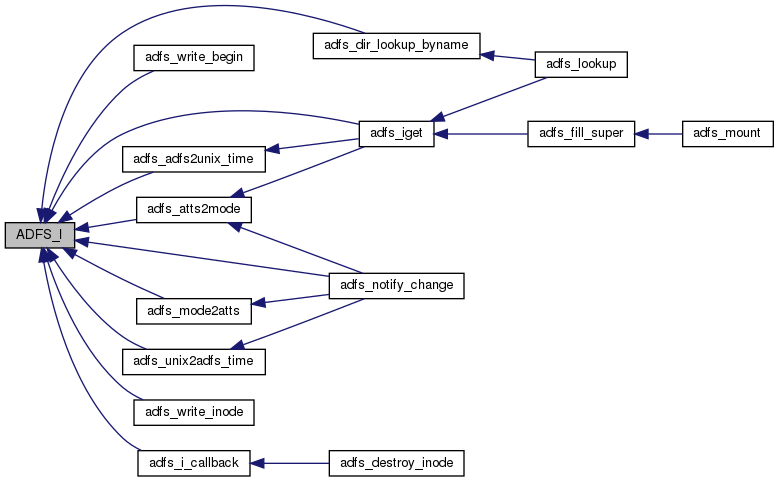 adfs_dir_lookup_byname
adfs_write_begin
adfs_lookup
adfs_iget
adfs_fill_super
adfs_mount
adfs_adfs2unix_time
adfs_atts2mode
ADFS_I
adfs_notify_change
adfs_mode2atts
adfs_unix2adfs_time
adfs_write_inode
adfs_i_callback
adfs_destroy_inode